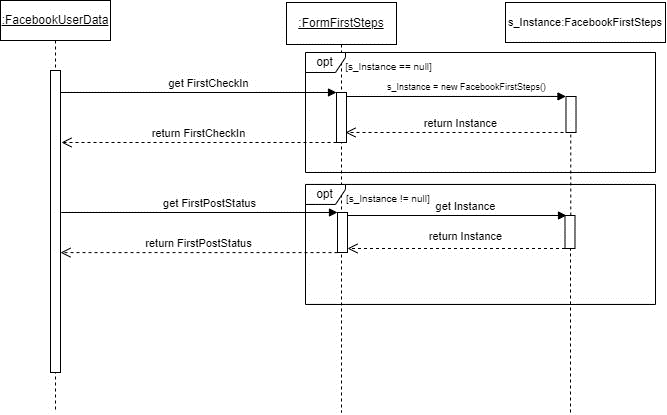 :FacebookUserData
:FormFirstSteps
s_Instance:FacebookFirstSteps
opt
[s_Instance == null]
get FirstCheckIn
s_Instance = new FacebookFirstSteps()
return Instance
return FirstCheckIn
opt
[s_Instance != null]
get FirstPostStatus
get Instance
return Instance
return FirstPostStatus